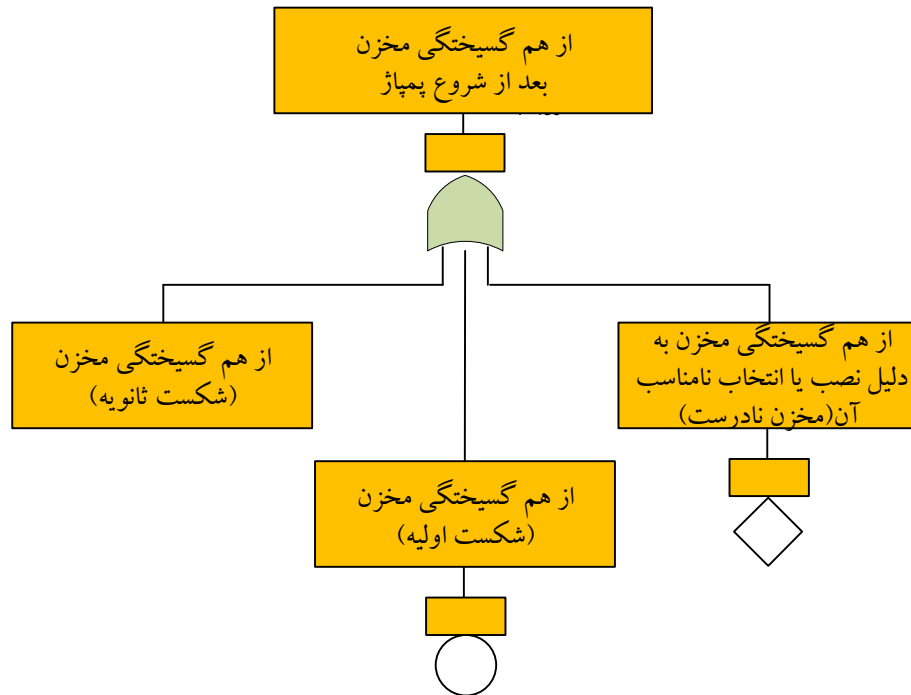 از هم گسیختگی مخزن
بعد از شروع پمپاژ
از هم گسیختگی مخزن به
دلیل نصب یا انتخاب نامناسب
آن(مخزن نادرست)
از هم گسیختگی مخزن
(شکست ثانویه)
از هم گسیختگی مخزن
(شکست اولیه)